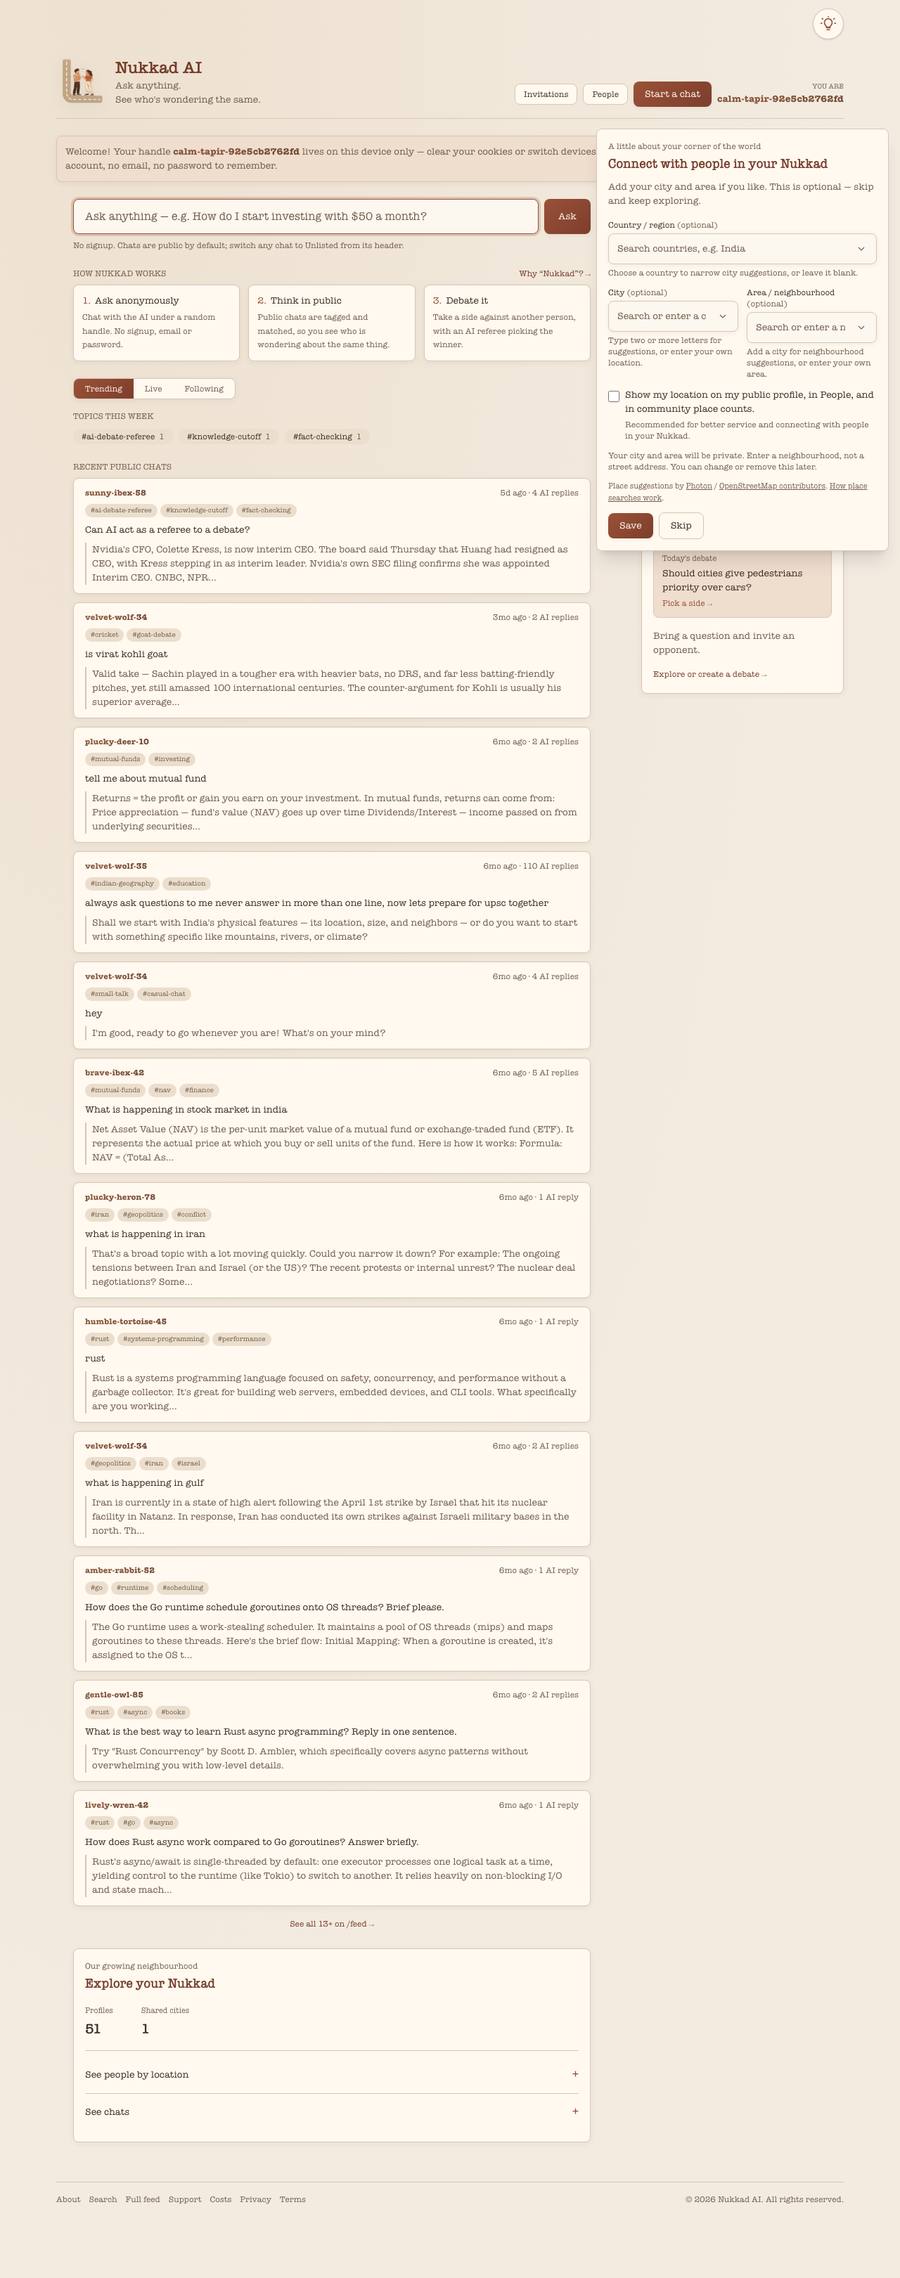 Nukkad AI
Ask anything.
See who's wondering the same.
Invitations
People
Start a chat
YOU ARE
calm-tapir-92e5cb2762fd
Welcome! Your handle calm-tapir-92e5cb2762fd lives on this device only — clear your cookies or switch devices
account, no email, no password to remember.
A little about your corner of the world
Connect with people in your Nukkad
Add your city and area if you like. This is optional — skip
and keep exploring.
Country / region (optional)
Search countries, e.g. India
Choose a country to narrow city suggestions, or leave it blank.
City (optional)
Search or enter a c
Type two or more letters for
suggestions, or enter your own
location.
Area / neighbourhood
(optional)
Search or enter a n
Add a city for neighbourhood
suggestions, or enter your own
area.
Show my location on my public profile, in People, and
in community place counts.
Recommended for better service and connecting with people
in your Nukkad.
Your city and area will be private. Enter a neighbourhood, not a
street address. You can change or remove this later.
Place suggestions by Photon / OpenStreetMap contributors. How place
searches work.
Save
Skip
Ask anything — e.g. How do I start investing with $50 a month?
Ask
No signup. Chats are public by default; switch any chat to Unlisted from its header.
HOW NUKKAD WORKS
Why “Nukkad”? →
1. Ask anonymously
Chat with the AI under a random
handle. No signup, email or
password.
2. Think in public
Public chats are tagged and
matched, so you see who is
wondering about the same thing.
3. Debate it
Take a side against another person,
with an AI referee picking the
winner.
Trending
Live
Following
TOPICS THIS WEEK
#ai-debate-referee 1
#knowledge-cutoff 1
#fact-checking 1
RECENT PUBLIC CHATS
sunny-ibex-58
5d ago · 4 AI replies
#ai-debate-referee
#knowledge-cutoff
#fact-checking
Can AI act as a referee to a debate?
Nvidia's CFO, Colette Kress, is now interim CEO. The board said Thursday that Huang had resigned as
CEO, with Kress stepping in as interim leader. Nvidia's own SEC filing confirms she was appointed
Interim CEO. CNBC, NPR...
Today's debate
Should cities give pedestrians
priority over cars?
Pick a side →
Bring a question and invite an
opponent.
Explore or create a debate →
velvet-wolf-34
3mo ago · 2 AI replies
#cricket
#goat-debate
is virat kohli goat
Valid take — Sachin played in a tougher era with heavier bats, no DRS, and far less batting-friendly
pitches, yet still amassed 100 international centuries. The counter-argument for Kohli is usually his
superior average...
plucky-deer-10
6mo ago · 2 AI replies
#mutual-funds
#investing
tell me about mutual fund
Returns = the profit or gain you earn on your investment. In mutual funds, returns can come from:
Price appreciation — fund's value (NAV) goes up over time Dividends/Interest — income passed on from
underlying securities...
velvet-wolf-35
6mo ago · 110 AI replies
#indian-geography
#education
always ask questions to me never answer in more than one line, now lets prepare for upsc together
Shall we start with India's physical features — its location, size, and neighbors — or do you want to start
with something specific like mountains, rivers, or climate?
velvet-wolf-34
6mo ago · 4 AI replies
#small-talk
#casual-chat
hey
I'm good, ready to go whenever you are! What's on your mind?
brave-ibex-42
6mo ago · 5 AI replies
#mutual-funds
#nav
#finance
What is happening in stock market in india
Net Asset Value (NAV) is the per-unit market value of a mutual fund or exchange-traded fund (ETF). It
represents the actual price at which you buy or sell units of the fund. Here is how it works: Formula:
NAV = (Total As...
plucky-heron-78
6mo ago · 1 AI reply
#iran
#geopolitics
#conflict
what is happening in iran
That's a broad topic with a lot moving quickly. Could you narrow it down? For example: The ongoing
tensions between Iran and Israel (or the US)? The recent protests or internal unrest? The nuclear deal
negotiations? Some...
humble-tortoise-45
6mo ago · 1 AI reply
#rust
#systems-programming
#performance
rust
Rust is a systems programming language focused on safety, concurrency, and performance without a
garbage collector. It's great for building web servers, embedded devices, and CLI tools. What specifically
are you working...
velvet-wolf-34
6mo ago · 2 AI replies
#geopolitics
#iran
#israel
what is happening in gulf
Iran is currently in a state of high alert following the April 1st strike by Israel that hit its nuclear
facility in Natanz. In response, Iran has conducted its own strikes against Israeli military bases in the
north. Th...
amber-rabbit-52
6mo ago · 1 AI reply
#go
#runtime
#scheduling
How does the Go runtime schedule goroutines onto OS threads? Brief please.
The Go runtime uses a work-stealing scheduler. It maintains a pool of OS threads (mips) and maps
goroutines to these threads. Here's the brief flow: Initial Mapping: When a goroutine is created, it's
assigned to the OS t...
gentle-owl-85
6mo ago · 2 AI replies
#rust
#async
#books
What is the best way to learn Rust async programming? Reply in one sentence.
Try "Rust Concurrency" by Scott D. Ambler, which specifically covers async patterns without
overwhelming you with low-level details.
lively-wren-42
6mo ago · 1 AI reply
#rust
#go
#async
How does Rust async work compared to Go goroutines? Answer briefly.
Rust's async/await is single-threaded by default: one executor processes one logical task at a time,
yielding control to the runtime (like Tokio) to switch to another. It relies heavily on non-blocking I/O
and state mach...
See all 13+ on /feed →
Our growing neighbourhood
Explore your Nukkad
Profiles
51
Shared cities
1
See people by location
+
See chats
+
About
Search
Full feed
Support
Costs
Privacy
Terms
© 2026 Nukkad AI. All rights reserved.